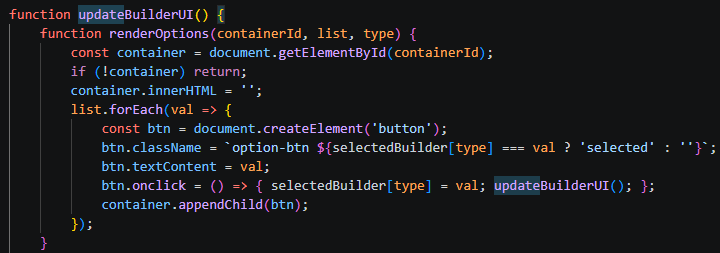 function updateBuilderUI() {
    function renderOptions(containerId, list, type) {
        const container = document.getElementById(containerId);
        if (!container) return;
        container.innerHTML = '';
        list.forEach(val => {
            const btn = document.createElement('button');
            btn.className = `option-btn ${selectedBuilder[type] === val ? 'selected' : ''}`;
            btn.textContent = val;
            btn.onclick = () => { selectedBuilder[type] = val; updateBuilderUI(); };
            container.appendChild(btn);
        });
    }